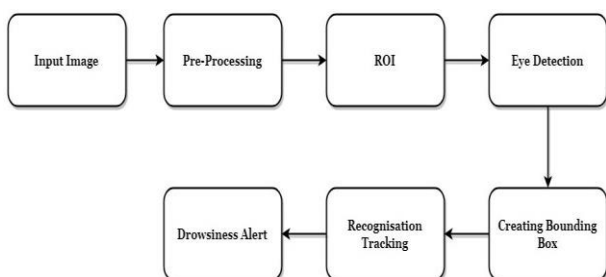 Input Image
Pre-Processing
ROI
Eye Detection
Creating Bounding
Box
Recognisation
Tracking
Drowsiness Alert